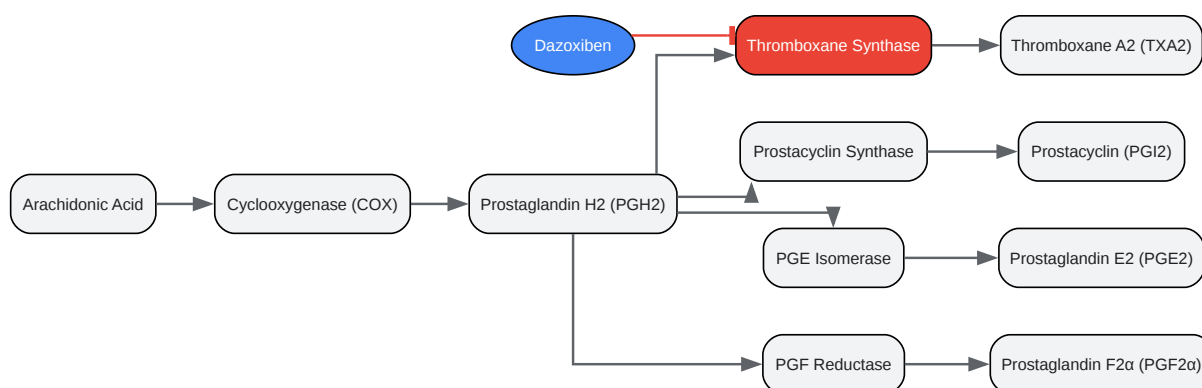 Dazoxiben
Thromboxane Synthase
Thromboxane A2 (TXA2)
Prostacyclin Synthase
Prostacyclin (PGI2)
Arachidonic Acid
Cyclooxygenase (COX)
Prostaglandin H2 (PGH2)
PGE Isomerase
Prostaglandin E2 (PGE2)
PGF Reductase
Prostaglandin F2α (PGF2α)